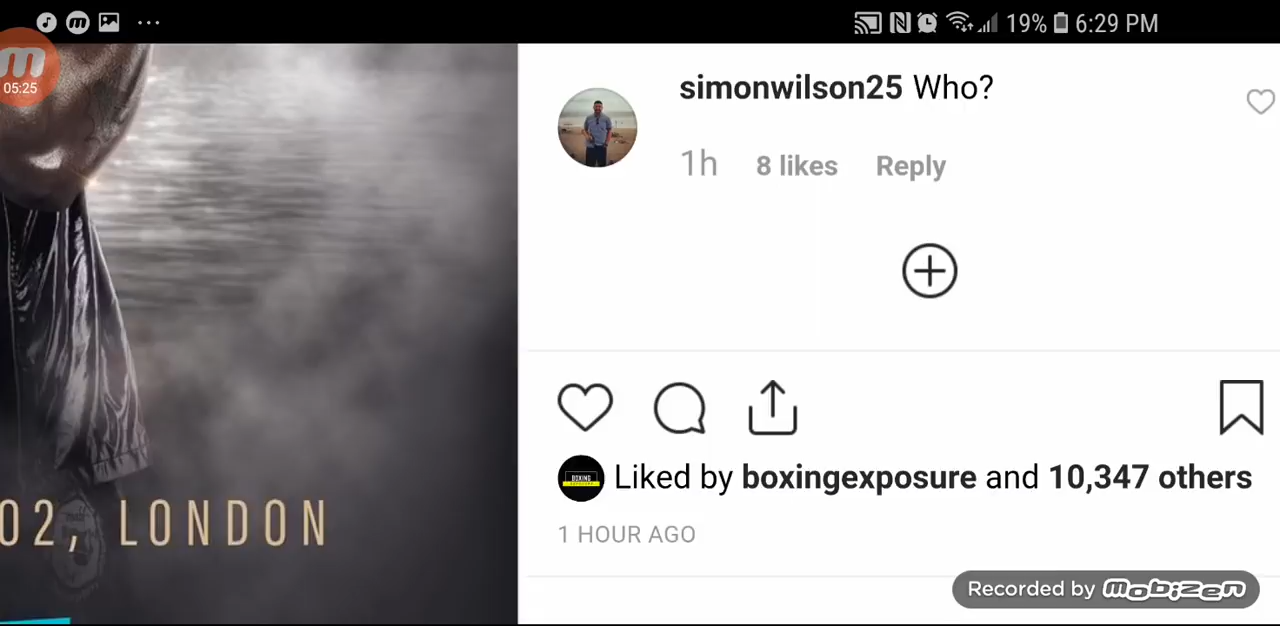 19% 6:29 PM
05:25
simonwilson25 Who?
1h 8 likes Reply
Liked by boxingexposure and 10,347 others
1 HOUR AGO
02, LONDON
Recorded by mobizen